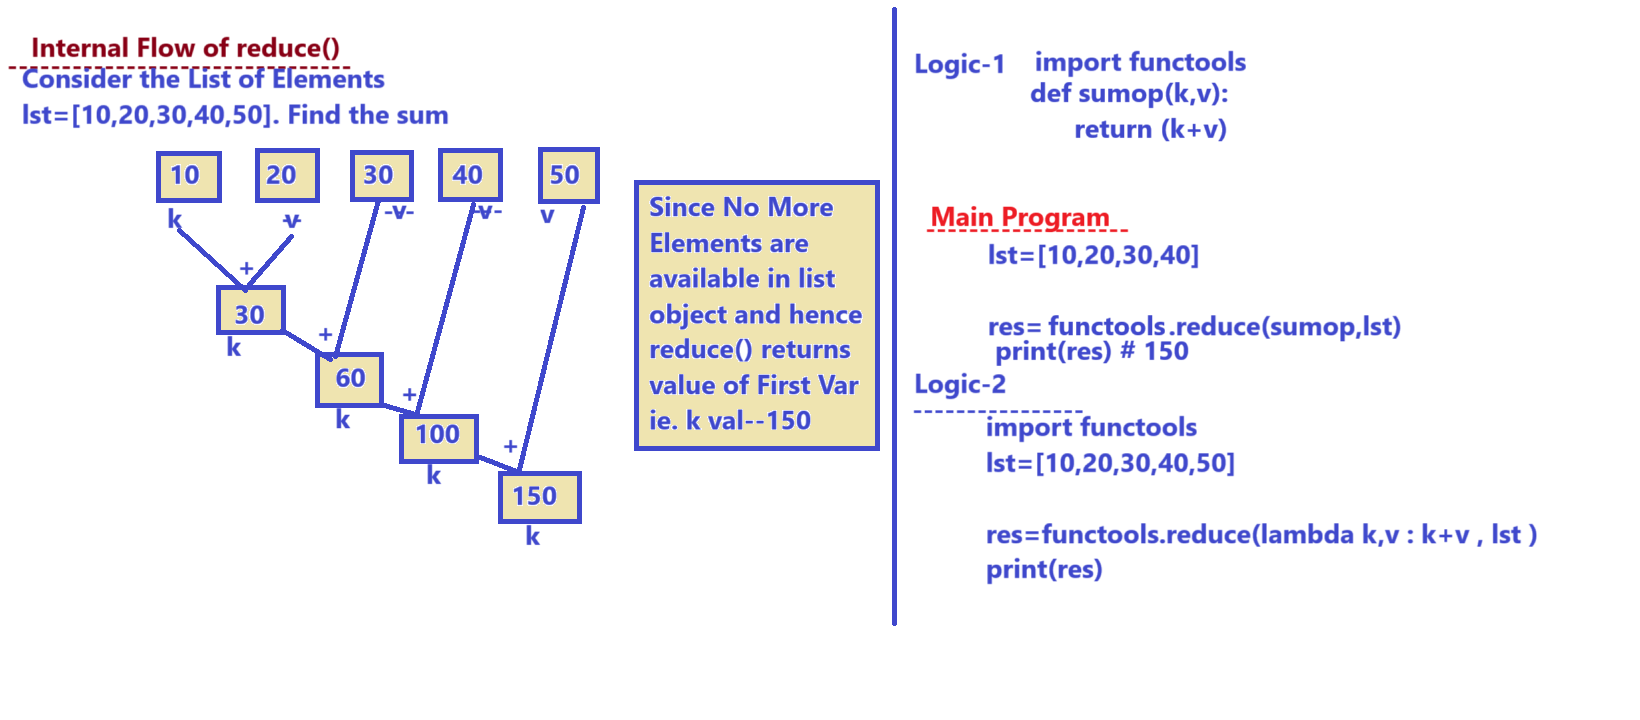 Internal Flow of reduce()
Consider the List of Elements
lst=[10,20,30,40,50]. Find the sum
10 20 30 40 50
k v -v- -v- v
+
30
k
+
60
k
+
100
k
+
150
k
Since No More
Elements are
available in list
object and hence
reduce() returns
value of First Var
ie. k val--150
Logic-1 import functools
def sumop(k,v):
return (k+v)
Main Program
lst=[10,20,30,40]
res= functools.reduce(sumop,lst)
print(res) # 150
Logic-2
import functools
lst=[10,20,30,40,50]
res=functools.reduce(lambda k,v : k+v , lst )
print(res)